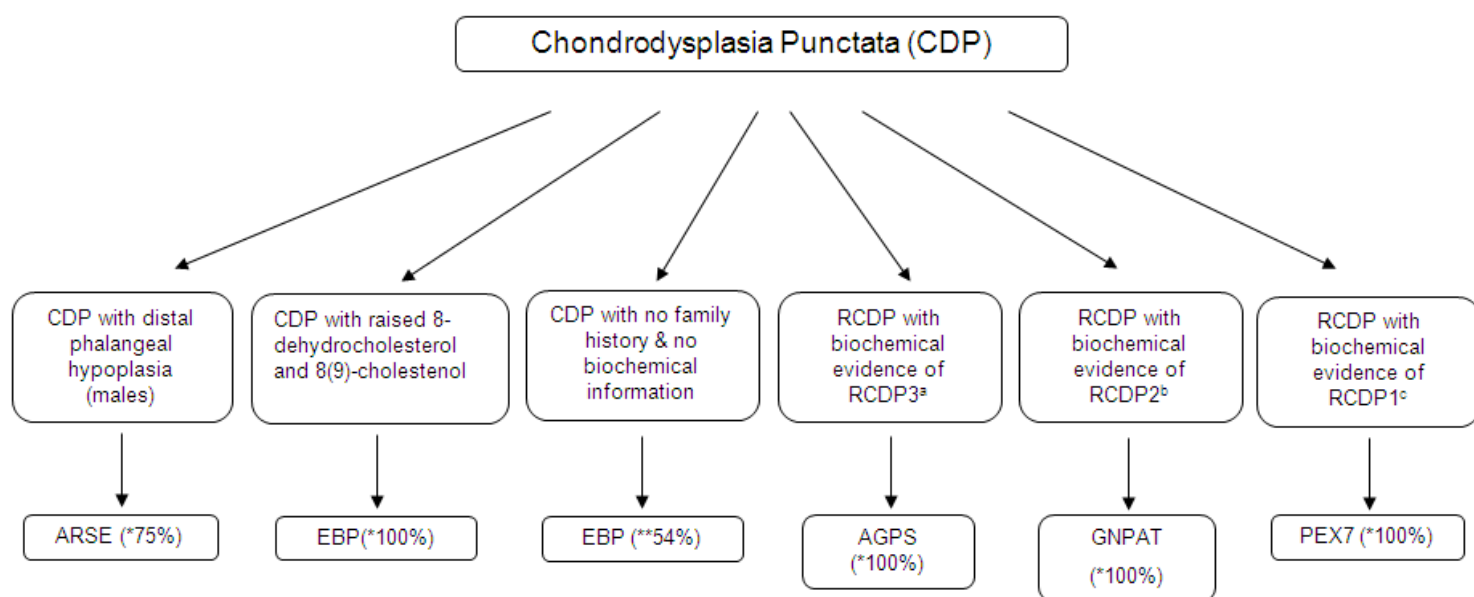 Chondrodysplasia Punctata (CDP)
CDP with distal
phalangeal
hypoplasia
(males)
CDP with raised 8-
dehydrocholesterol
and 8(9)-cholestenol
CDP with no family
history & no
biochemical
information
RCDP with
biochemical
evidence of
RCDP3ᵃ
RCDP with
biochemical
evidence of
RCDP2ᵇ
RCDP with
biochemical
evidence of
RCDP1ᶜ
ARSE (*75%)
EBP(*100%)
EBP (**54%)
AGPS
(*100%)
GNPAT
(*100%)
PEX7 (*100%)